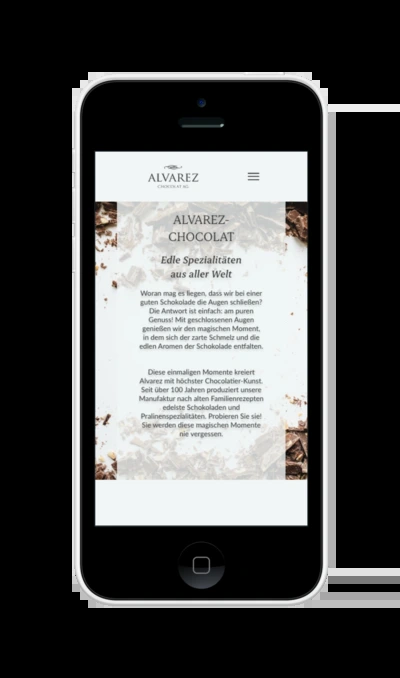 ALVAREZ
CHOCOLAT AG
ALVAREZ-
CHOCOLAT
Edle Spezialitäten
aus aller Welt
Woran mag es liegen, dass wir bei einer
guten Schokolade die Augen schließen?
Die Antwort ist einfach: am puren
Genuss! Mit geschlossenen Augen
genießen wir den magischen Moment,
in dem sich der zarte Schmelz und die
edlen Aromen der Schokolade entfalten.
Diese einmaligen Momente kreiert
Alvarez mit höchster Chocolatier-Kunst.
Seit über 100 Jahren produziert unsere
Manufaktur nach alten Familienrezepten
edelste Schokoladen und
Pralinenspezialitäten. Probieren Sie sie!
Sie werden diese magischen Momente
nie vergessen.